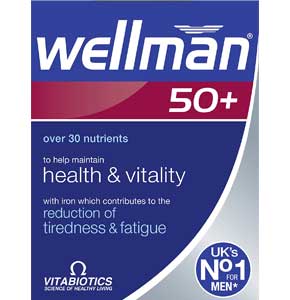 wellman®
50+
over 30 nutrients
to help maintain
health & vitality
with iron which contributes to the
reduction of
tiredness & fatigue
UK's
No1
FOR
MEN*
VITABIOTICS
SCIENCE OF HEALTHY LIVING